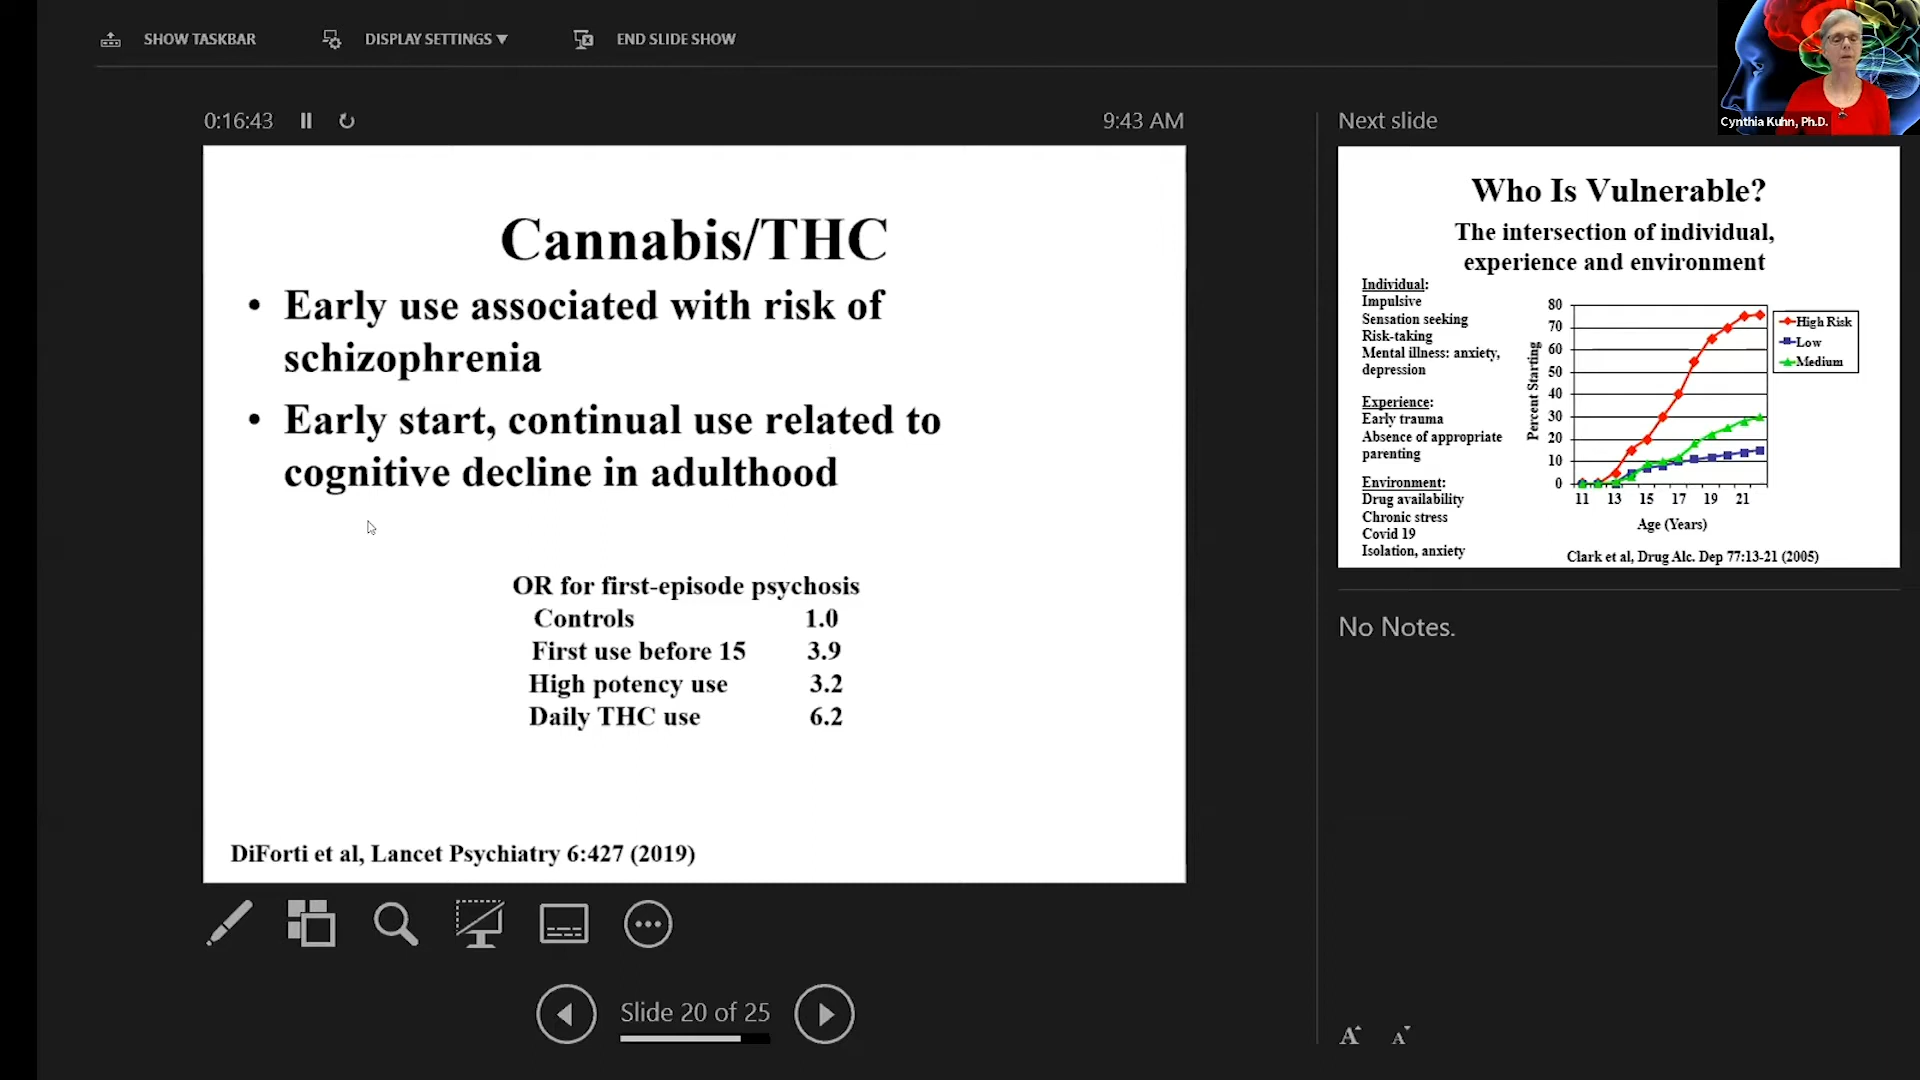 SHOW TASKBAR
DISPLAY SETTINGS ▼
END SLIDE SHOW
Cynthia Kuhn, Ph.D.
0:16:43
9:43 AM
Cannabis/THC
• Early use associated with risk of
schizophrenia
• Early start, continual use related to
cognitive decline in adulthood
OR for first-episode psychosis
Controls 1.0
First use before 15 3.9
High potency use 3.2
Daily THC use 6.2
DiForti et al, Lancet Psychiatry 6:427 (2019)
Slide 20 of 25
Next slide
Who Is Vulnerable?
The intersection of individual,
experience and environment
Individual:
Impulsive
Sensation seeking
Risk-taking
Mental illness: anxiety,
depression
Experience:
Early trauma
Absence of appropriate
parenting
Environment:
Drug availability
Chronic stress
Covid 19
Isolation, anxiety
Percent Starting
80
70
60
50
40
30
20
10
0
11 13 15 17 19 21
Age (Years)
High Risk
Low
Medium
Clark et al, Drug Alc. Dep 77:13-21 (2005)
No Notes.
A A